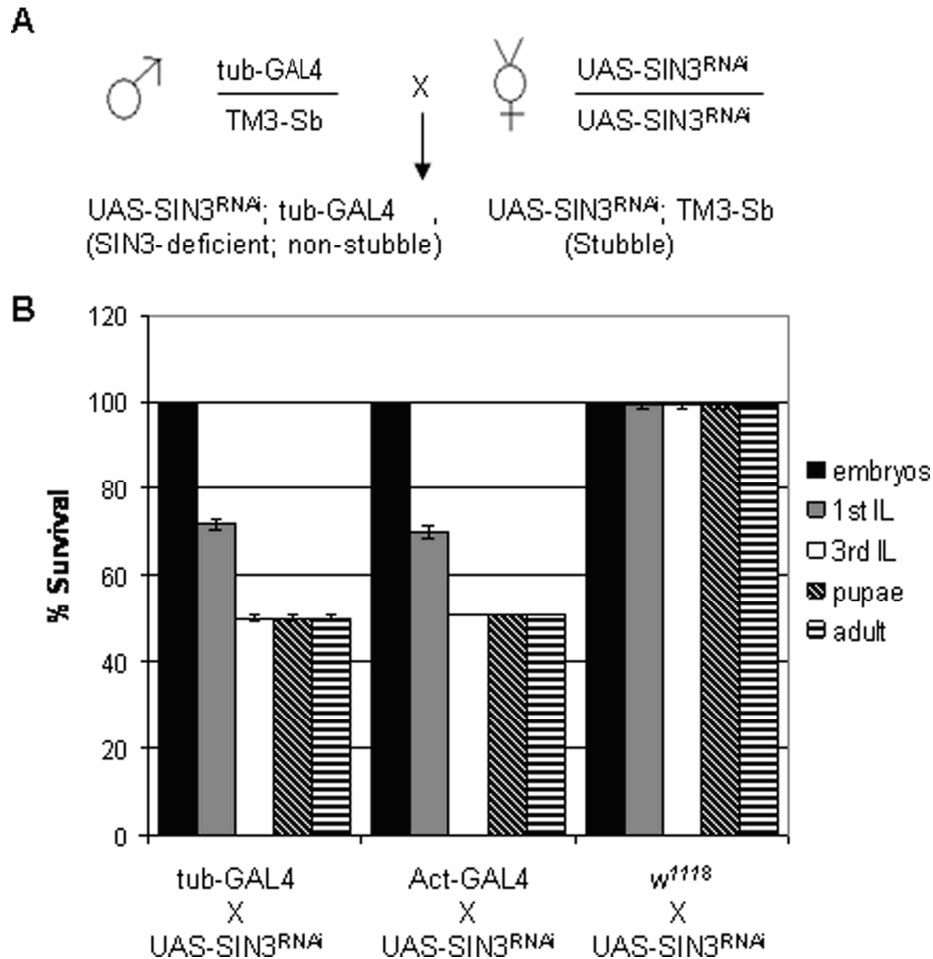 A
tub-GAL4
TM3-Sb
X
UAS-SIN3RNAi
UAS-SIN3RNAi
UAS-SIN3RNAi; tub-GAL4 ,
(SIN3-deficient; non-stubble)
UAS-SIN3RNAi; TM3-Sb
(Stubble)
B
% Survival
120
100
80
60
40
20
0
embryos
1st IL
3rd IL
pupae
adult
tub-GAL4
X
UAS-SIN3RNAi
Act-GAL4
X
UAS-SIN3RNAi
w1118
X
UAS-SIN3RNAi